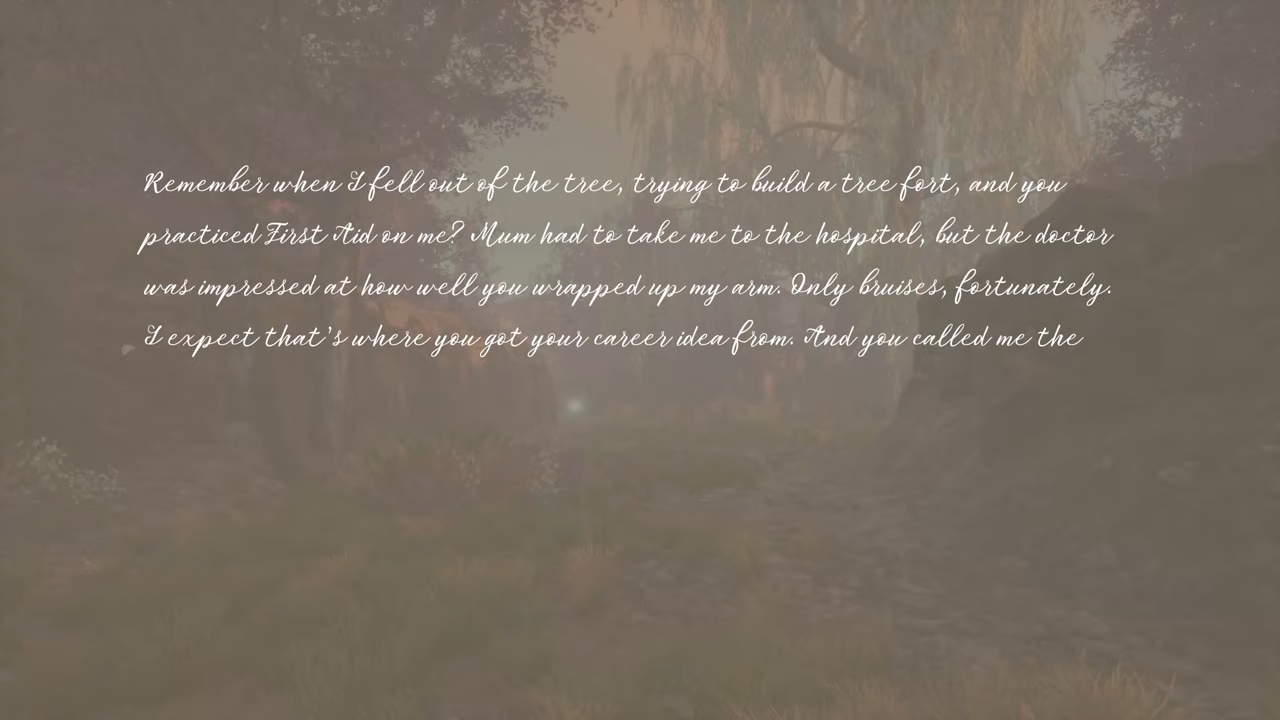 Remember when I fell out of the tree, trying to build a tree fort, and you
practiced First Aid on me? Mum had to take me to the hospital, but the doctor
was impressed at how well you wrapped up my arm. Only bruises, fortunately.
I expect that's where you got your career idea from. And you called me the